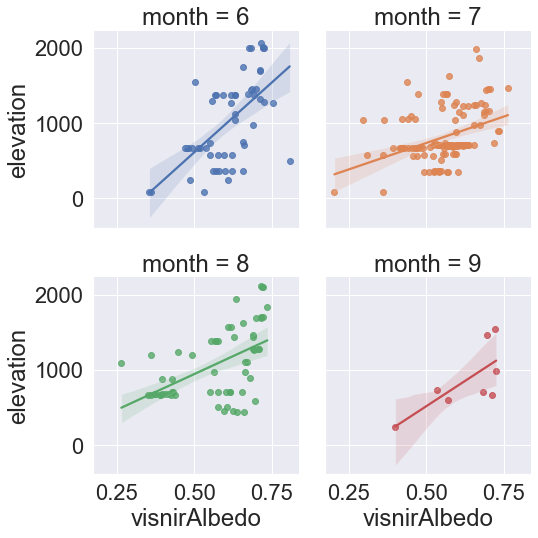 month = 6
month = 7
2000
1000
0
elevation
month = 8
month = 9
2000
1000
0
elevation
0.25 0.50 0.75
0.25 0.50 0.75
visnirAlbedo
visnirAlbedo